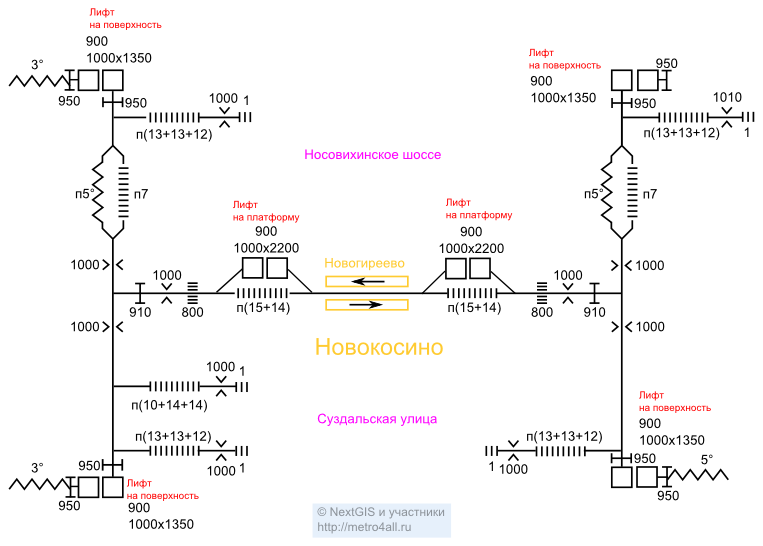 Лифт
на поверхность
900
1000x1350
3°
950
950
1000
1
п(13+13+12)
Лифт
на поверхность
900
1000x1350
950
950
1010
1
п(13+13+12)
Носовихинское шоссе
п5°
п7
п5°
п7
Лифт
на платформу
900
1000x2200
Лифт
на платформу
900
1000x2200
Новогиреево
1000
1000
910
800
п(15+14)
п(15+14)
800
1000
910
1000
1000
1000
Новокосино
1000
1
п(10+14+14)
Суздальская улица
п(13+13+12)
1000
1
950
3°
950
Лифт
на поверхность
900
1000x1350
Лифт
на поверхность
900
1000x1350
п(13+13+12)
1
1000
950
5°
950
© NextGIS и участники
http://metro4all.ru